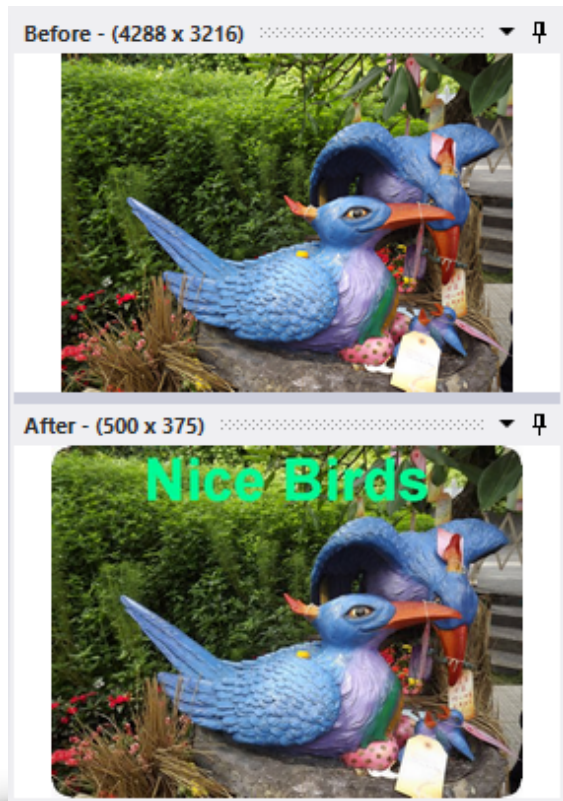 Before - (4288 x 3216)
After - (500 x 375)
Nice Birds